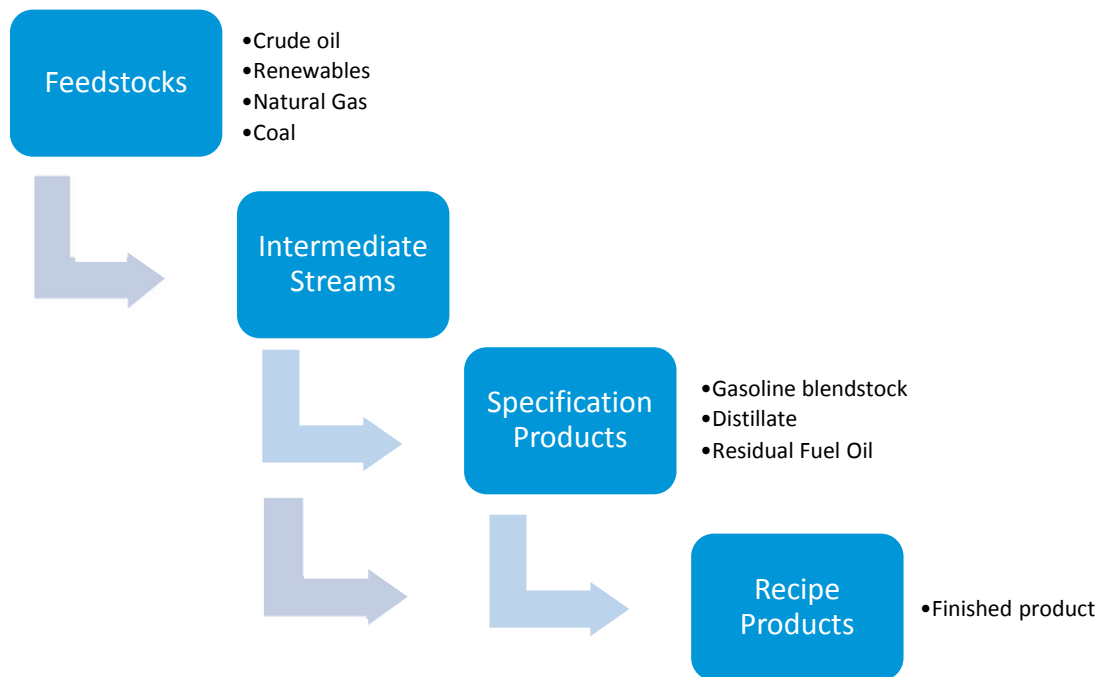 Feedstocks
•Crude oil
•Renewables
•Natural Gas
•Coal
Intermediate
Streams
Specification
Products
•Gasoline blendstock
•Distillate
•Residual Fuel Oil
Recipe
Products
•Finished product